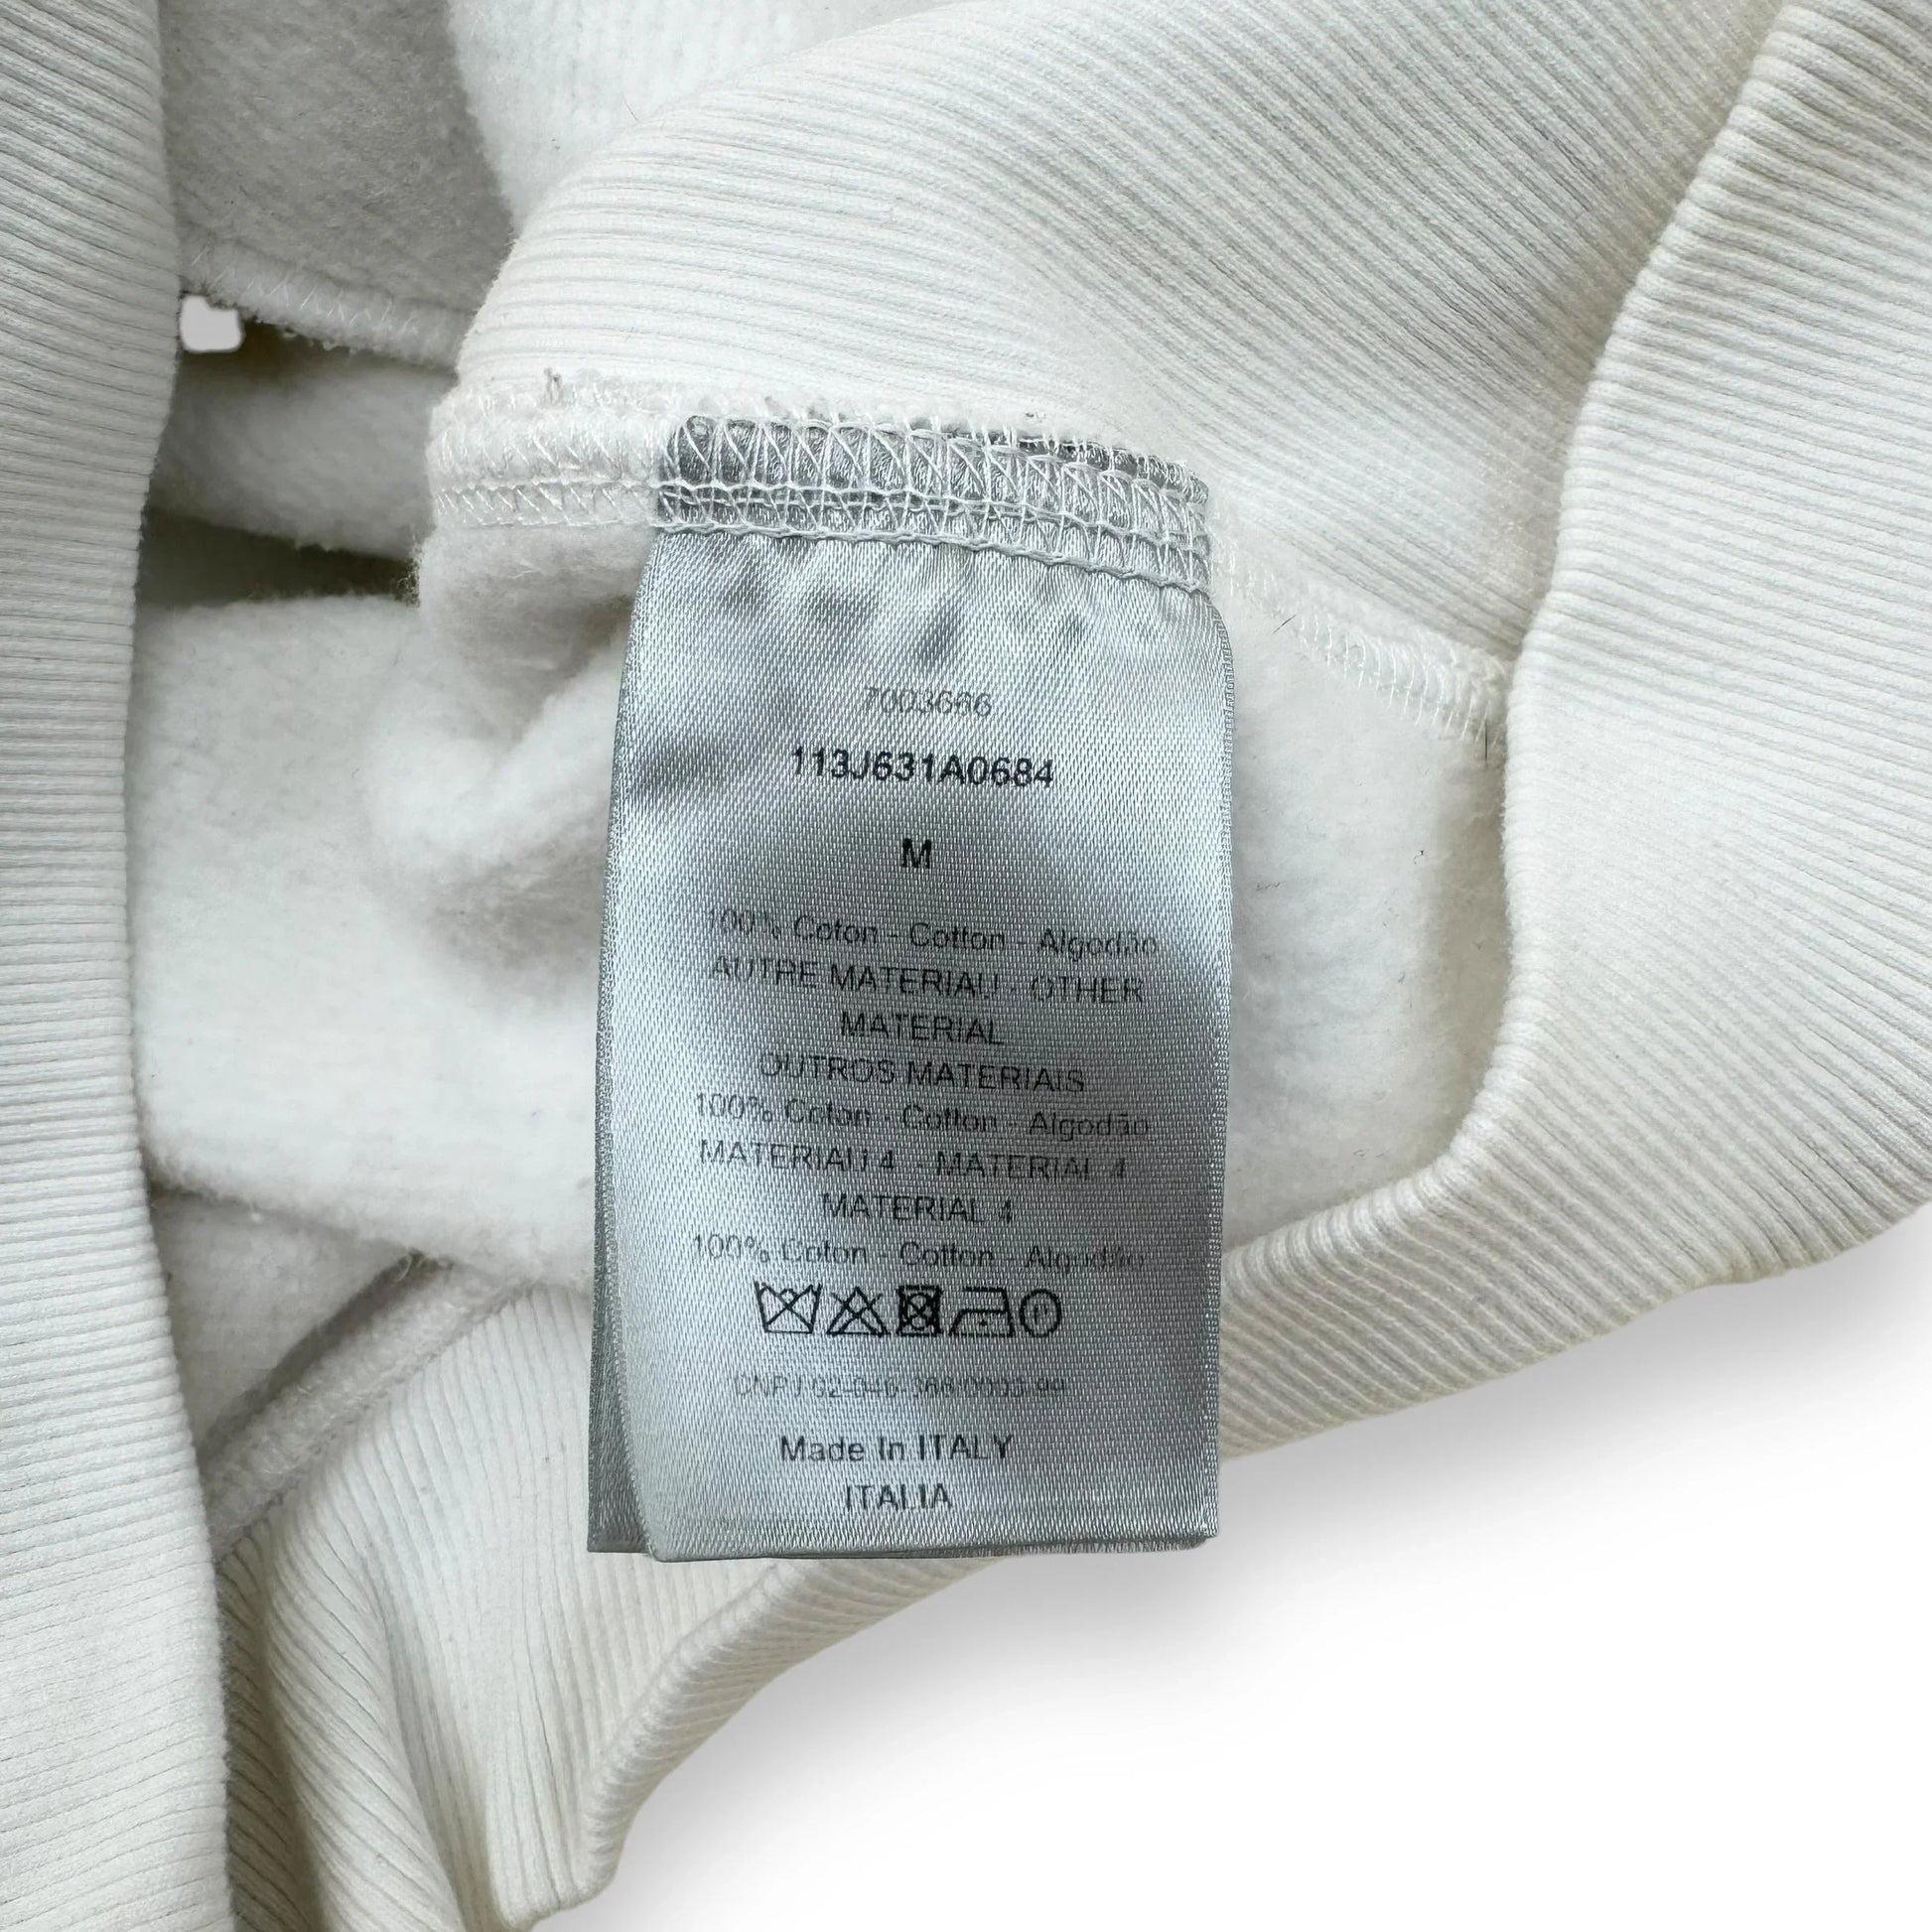 7003666
113J631A0684
M
100% Coton - Cotton - Algodão
AUTRE MATERIAU - OTHER
MATERIAL
OUTROS MATERIAIS
100% Coton - Cotton - Algodão
MATERIAU 4 - MATERIAL 4
MATERIAL 4
100% Coton - Cotton - Algodão
P
CNPJ
Made In ITALY
ITALIA